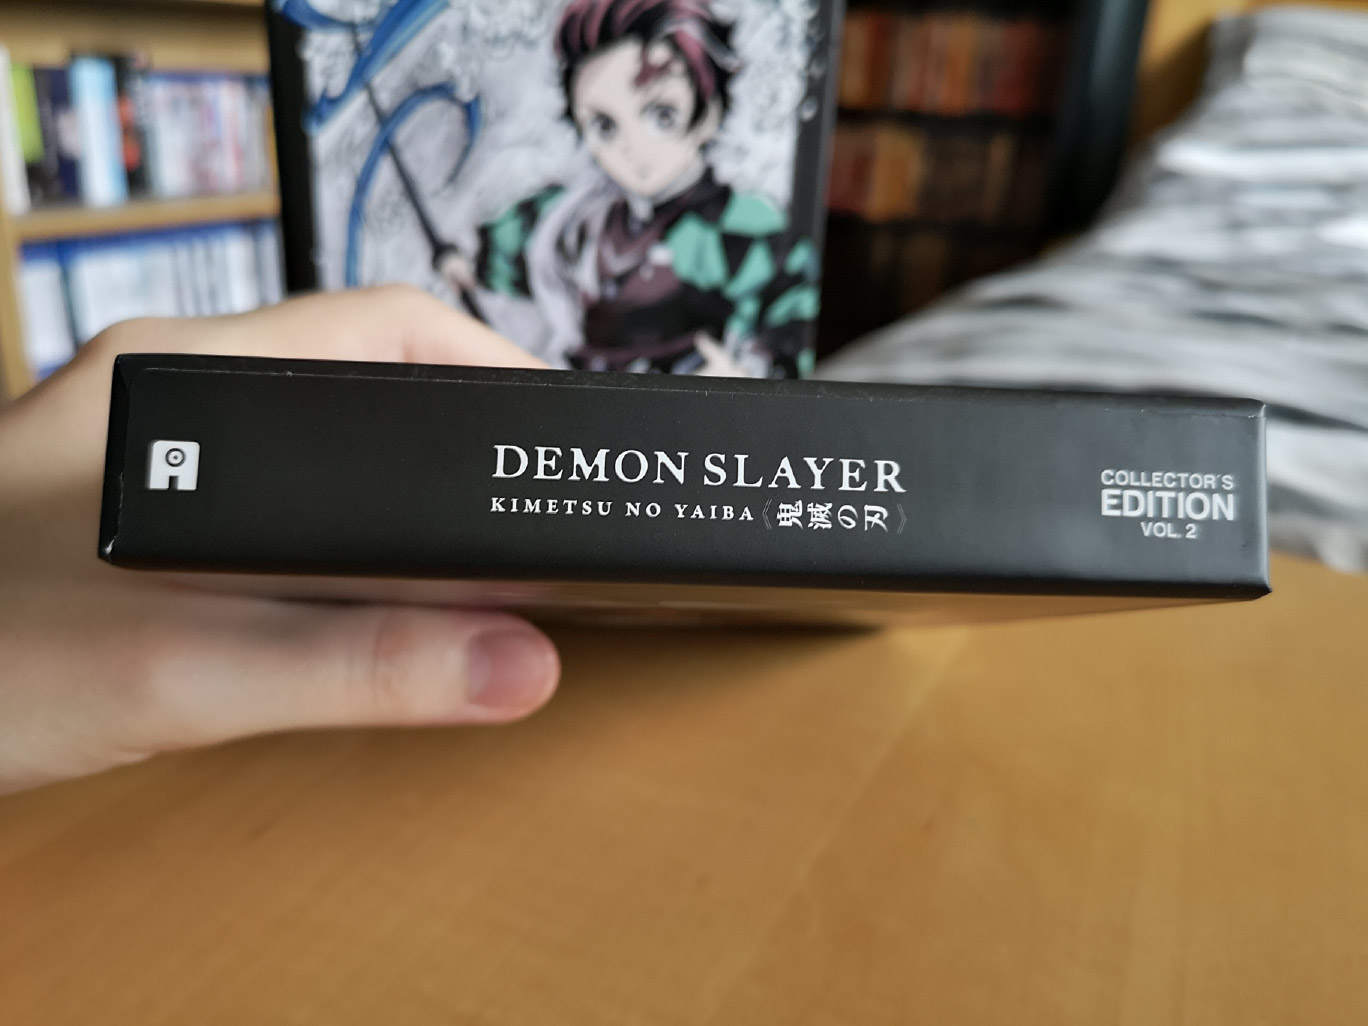 DEMON SLAYER
KIMETSU NO YAIBA《鬼滅の刃》
COLLECTOR'S
EDITION
VOL. 2